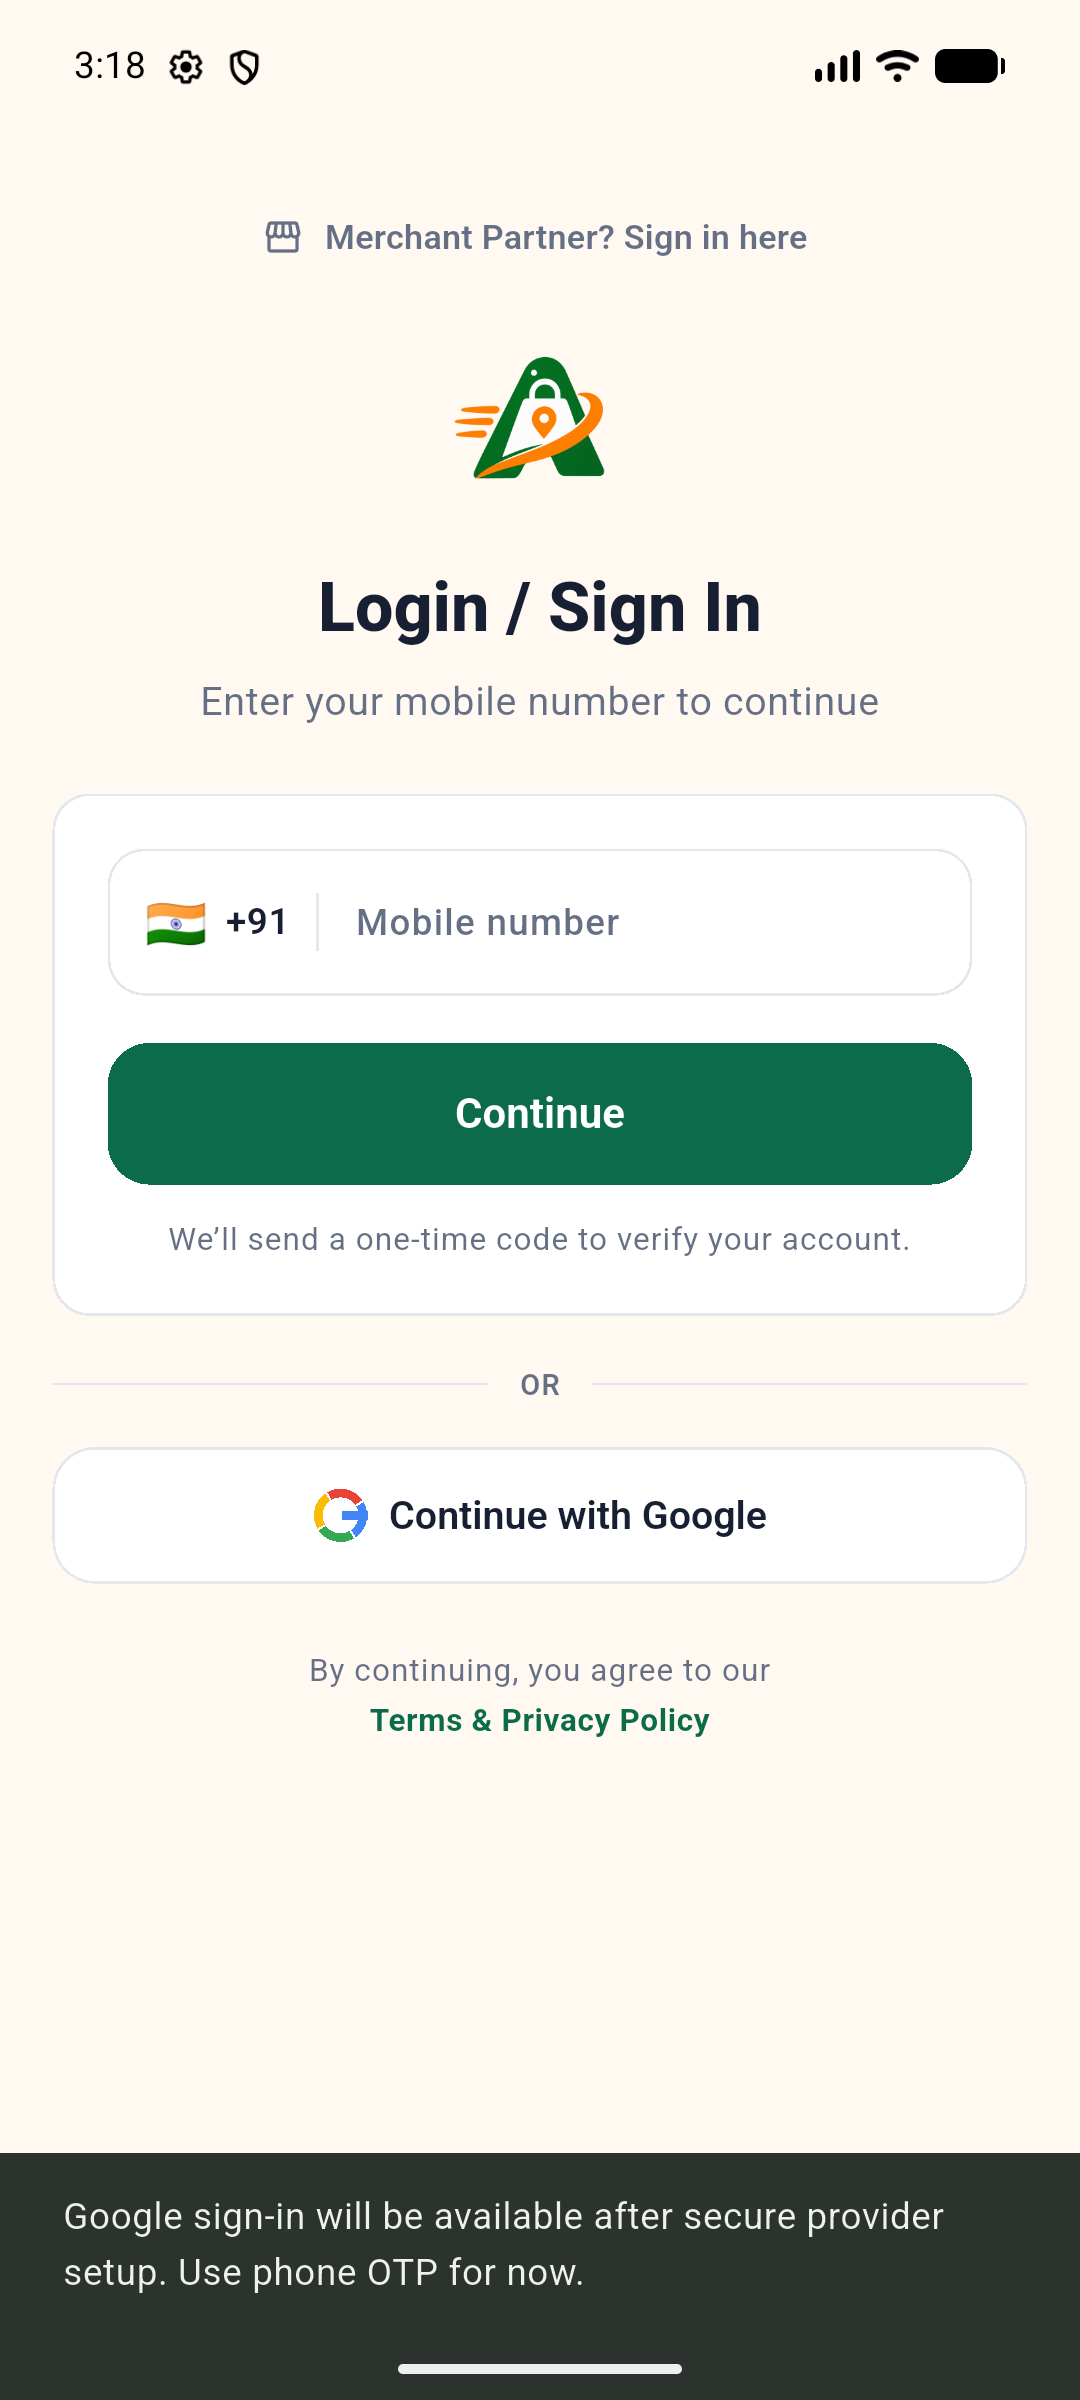 3:18
Merchant Partner? Sign in here
Login / Sign In
Enter your mobile number to continue
+91 Mobile number
Continue
We’ll send a one-time code to verify your account.
OR
Continue with Google
By continuing, you agree to our
Terms & Privacy Policy
Google sign-in will be available after secure provider
setup. Use phone OTP for now.